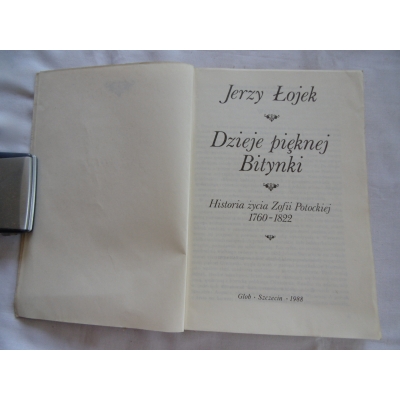 Jerzy Łojek
Dzieje pięknej
Bitynki
Historia życia Zofii Potockiej
1760-1822
Glob · Szczecin - 1988